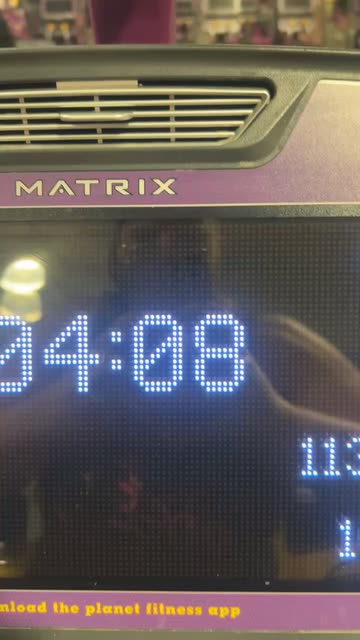 MATRIX
04:08
113
1
nload the planet fitness app